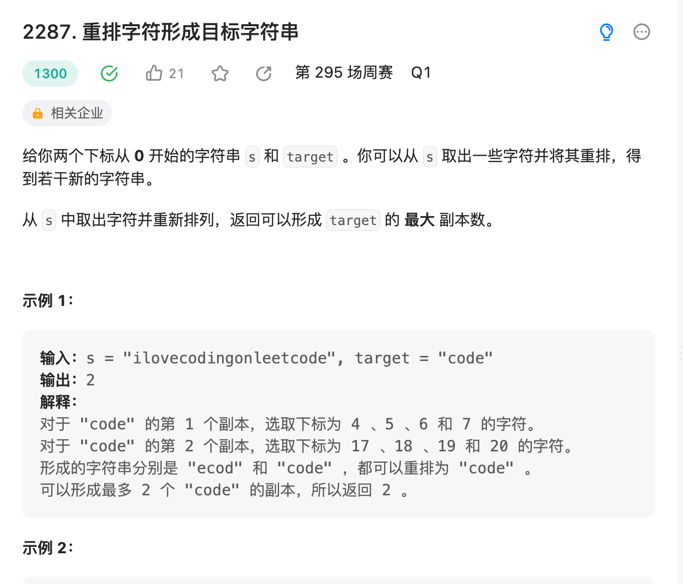 2287. 重排字符形成目标字符串
1300 21 第 295 场周赛 Q1
相关企业
给你两个下标从 0 开始的字符串 s 和 target 。你可以从 s 取出一些字符并将其重排，得
到若干新的字符串。
从 s 中取出字符并重新排列，返回可以形成 target 的 最大 副本数。
示例 1：
输入：s = "ilovecodingonleetcode", target = "code"
输出：2
解释：
对于 "code" 的第 1 个副本，选取下标为 4 、5 、6 和 7 的字符。
对于 "code" 的第 2 个副本，选取下标为 17 、18 、19 和 20 的字符。
形成的字符串分别是 "ecod" 和 "code" ，都可以重排为 "code" 。
可以形成最多 2 个 "code" 的副本，所以返回 2 。
示例 2：